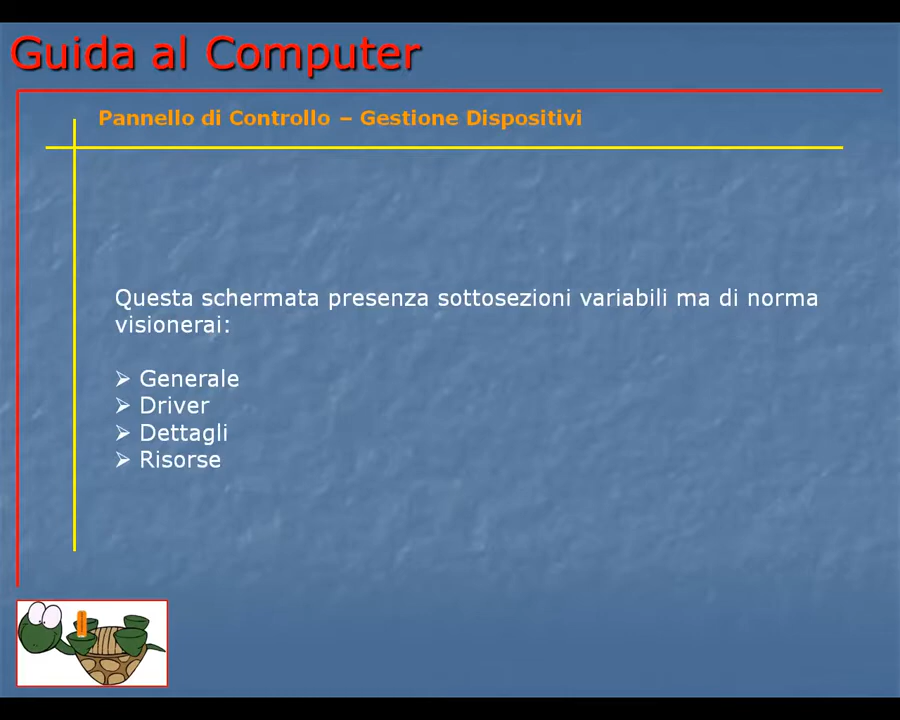 Guida al Computer
Pannello di Controllo – Gestione Dispositivi
Questa schermata presenza sottosezioni variabili ma di norma
visionerai:
➢ Generale
➢ Driver
➢ Dettagli
➢ Risorse